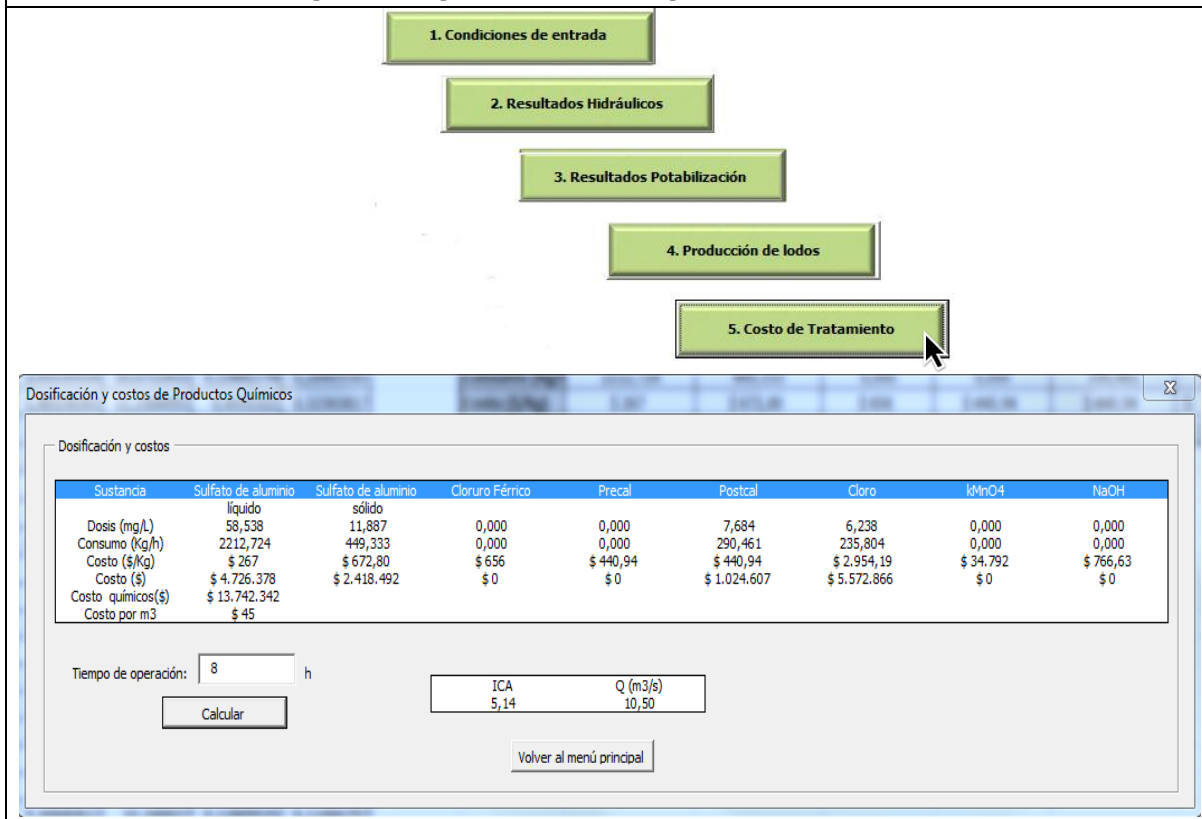 1. Condiciones de entrada
2. Resultados Hidráulicos
3. Resultados Potabilización
4. Producción de lodos
5. Costo de Tratamiento
Dosificación y costos de Productos Químicos
Dosificación y costos
Sustancia Sulfato de aluminio Sulfato de aluminio Cloruro Férrico Precal Postcal Cloro kMnO4 NaOH
líquido sólido
Dosis (mg/L) 58,538 11,887 0,000 0,000 7,684 6,238 0,000 0,000
Consumo (Kg/h) 2212,724 449,333 0,000 0,000 290,461 235,804 0,000 0,000
Costo ($/Kg) $ 267 $ 672,80 $ 656 $ 440,94 $ 440,94 $ 2.954,19 $ 34.792 $ 766,63
Costo ($) $ 4.726.378 $ 2.418.492 $ 0 $ 0 $ 1.024.607 $ 5.572.866 $ 0 $ 0
Costo químicos($) $ 13.742.342
Costo por m3 $ 45
Tiempo de operación: 8 h
ICA Q (m3/s)
5,14 10,50
Calcular
Volver al menú principal